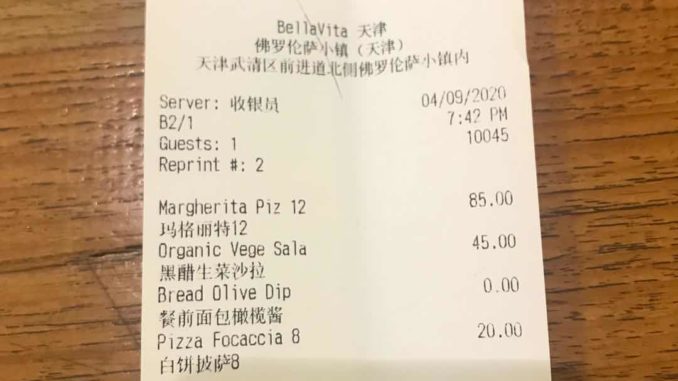 BellaVita 天津
佛罗伦萨小镇（天津）
天津武清区前进道北侧佛罗伦萨小镇内
Server: 收银员 04/09/2020
B2/1 7:42 PM
Guests: 1 10045
Reprint #: 2
Margherita Piz 12 85.00
玛格丽特12
Organic Vege Sala 45.00
黑醋生菜沙拉
Bread Olive Dip 0.00
餐前面包橄榄酱
Pizza Focaccia 8 20.00
白饼披萨8